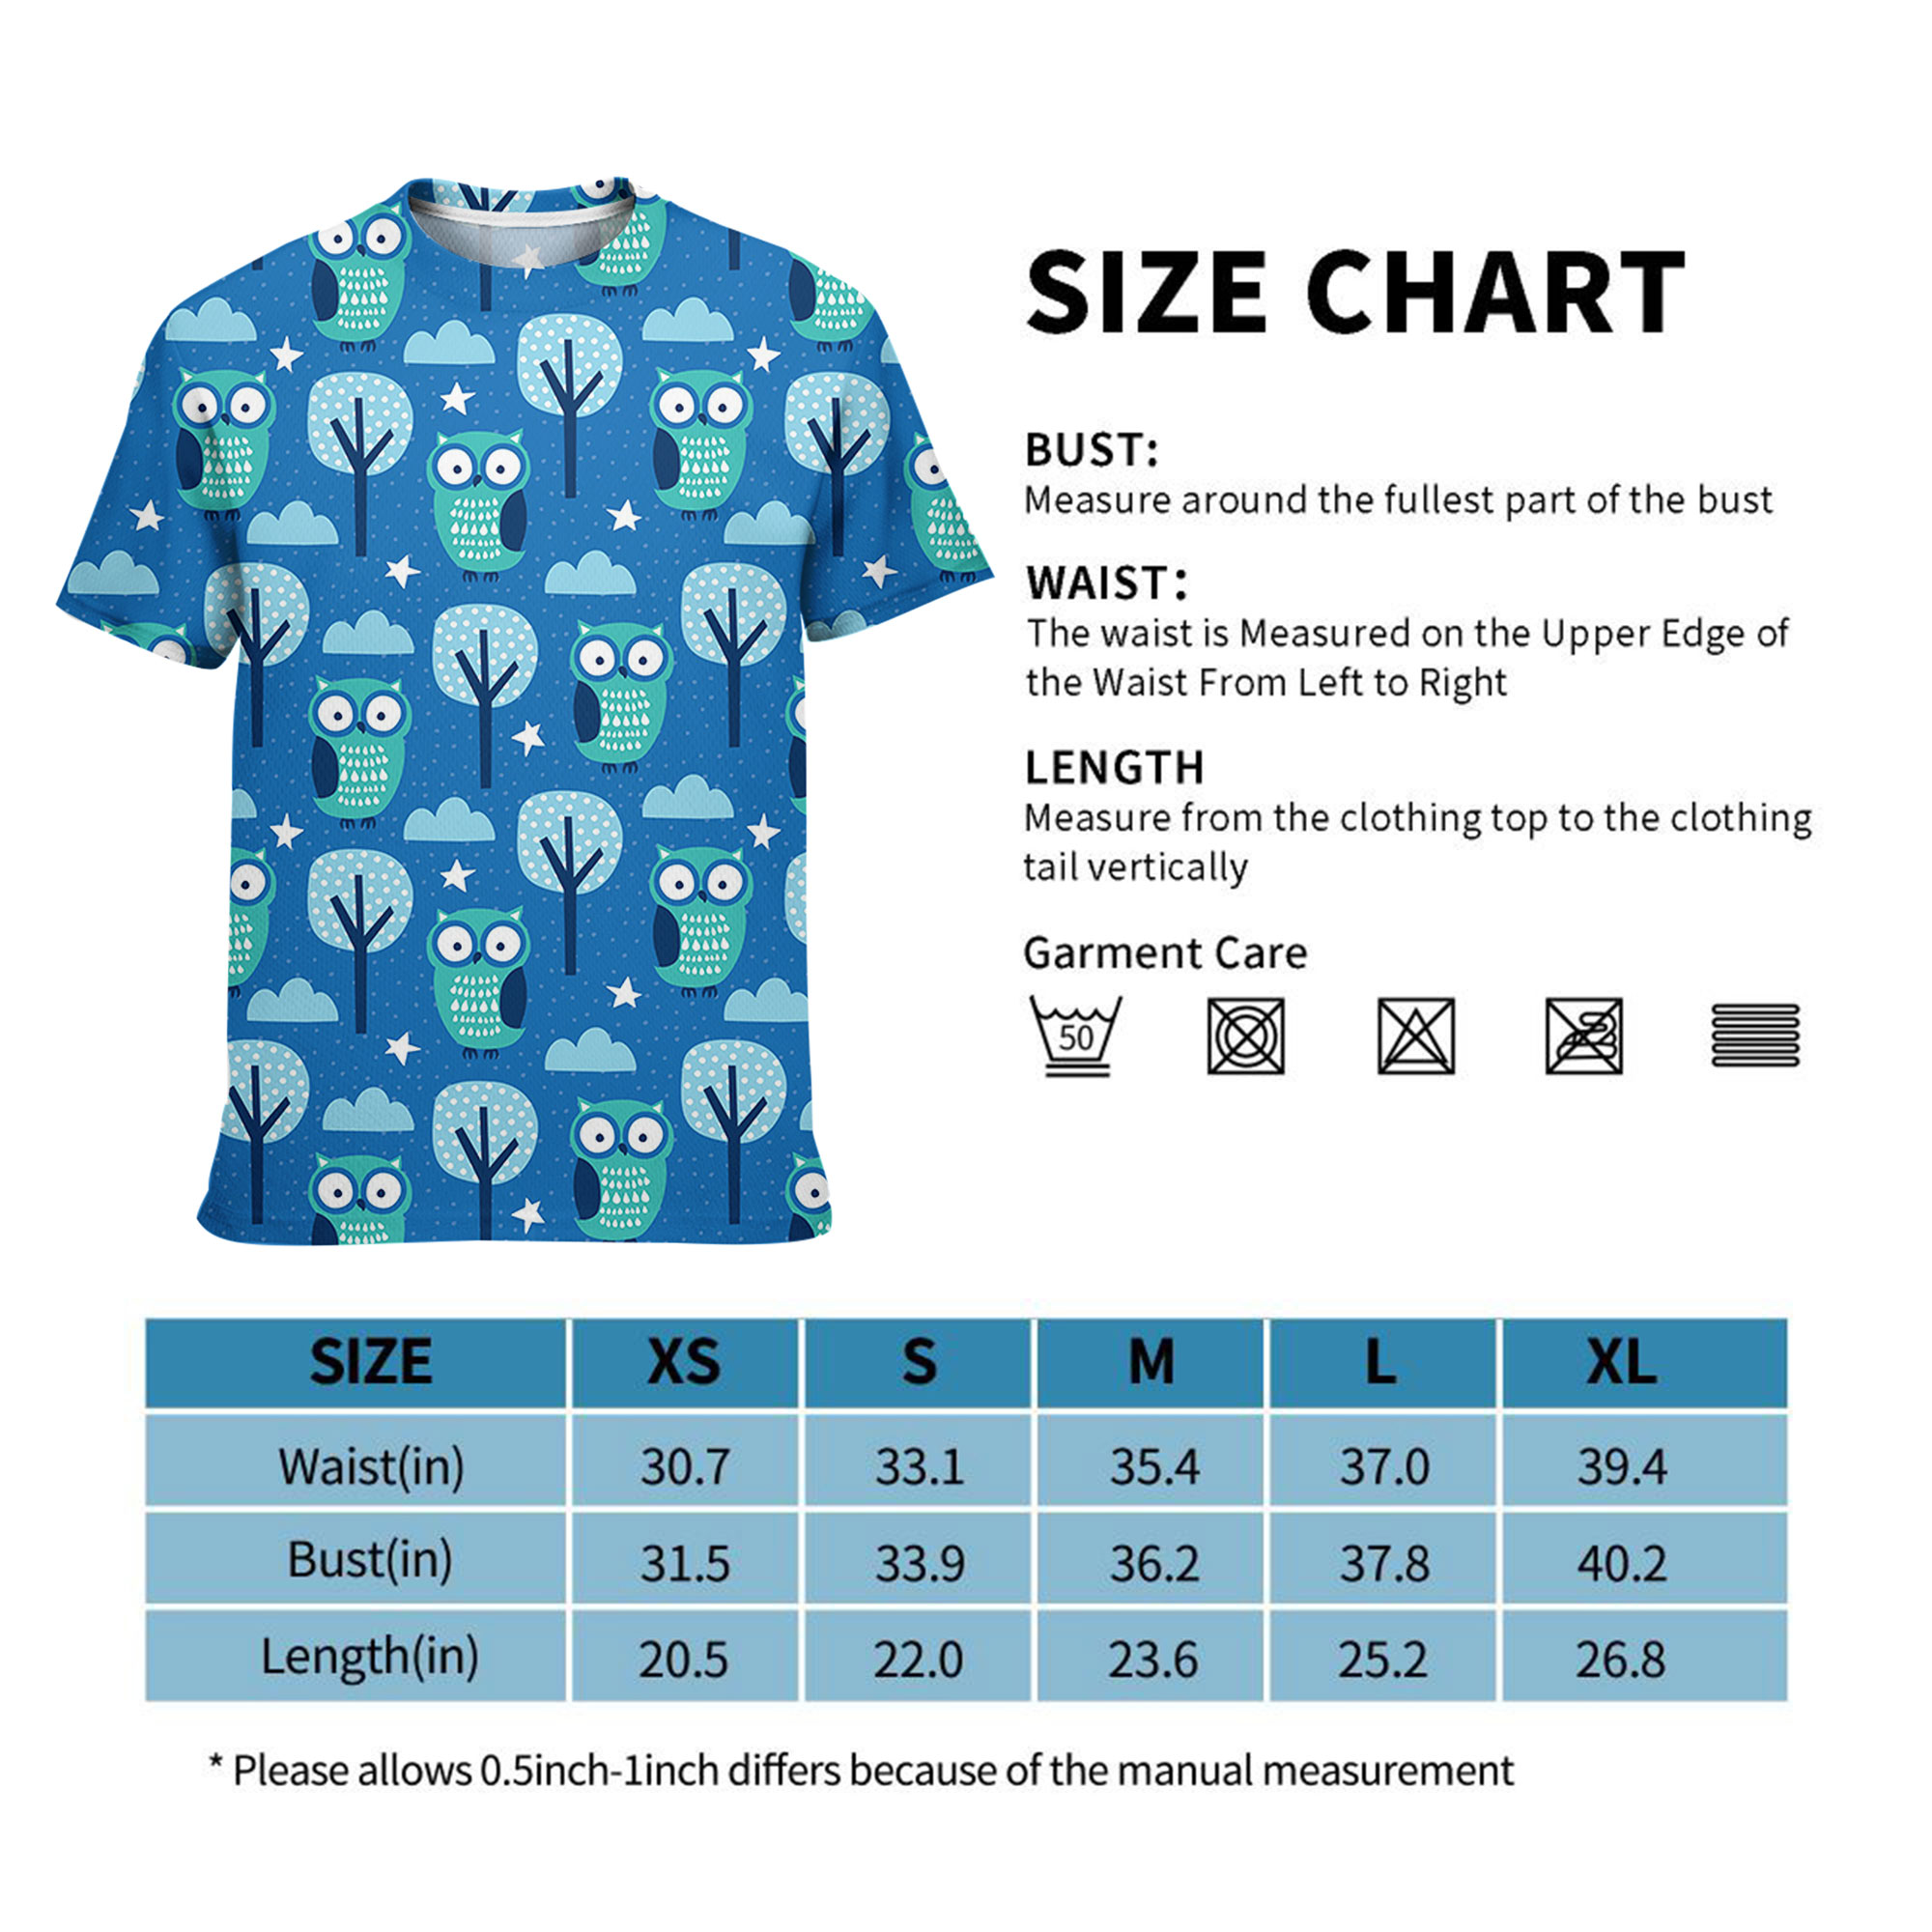 SIZE CHART
BUST:
Measure around the fullest part of the bust
WAIST:
The waist is Measured on the Upper Edge of
the Waist From Left to Right
LENGTH
Measure from the clothing top to the clothing
tail vertically
Garment Care
50
SIZE XS S M L XL
Waist(in) 30.7 33.1 35.4 37.0 39.4
Bust(in) 31.5 33.9 36.2 37.8 40.2
Length(in) 20.5 22.0 23.6 25.2 26.8
* Please allows 0.5inch-1inch differs because of the manual measurement